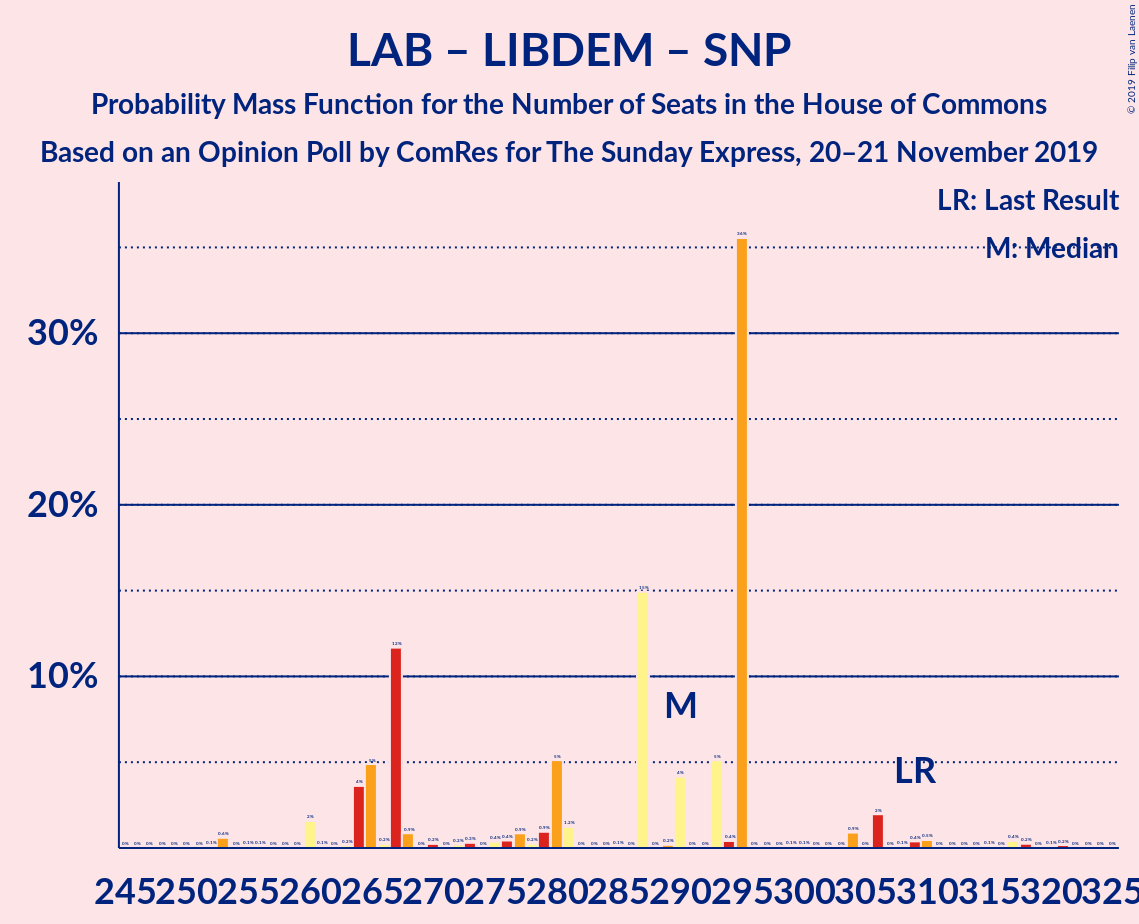 © 2019 Filip van Laenen
LAB – LIBDEM – SNP
Probability Mass Function for the Number of Seats in the House of Commons
Based on an Opinion Poll by ComRes for The Sunday Express, 20–21 November 2019
LR: Last Result
M: Median
30%
20%
10%
M
LR
245 250 255 260 265 270 275 280 285 290 295 300 305 310 315 320 325